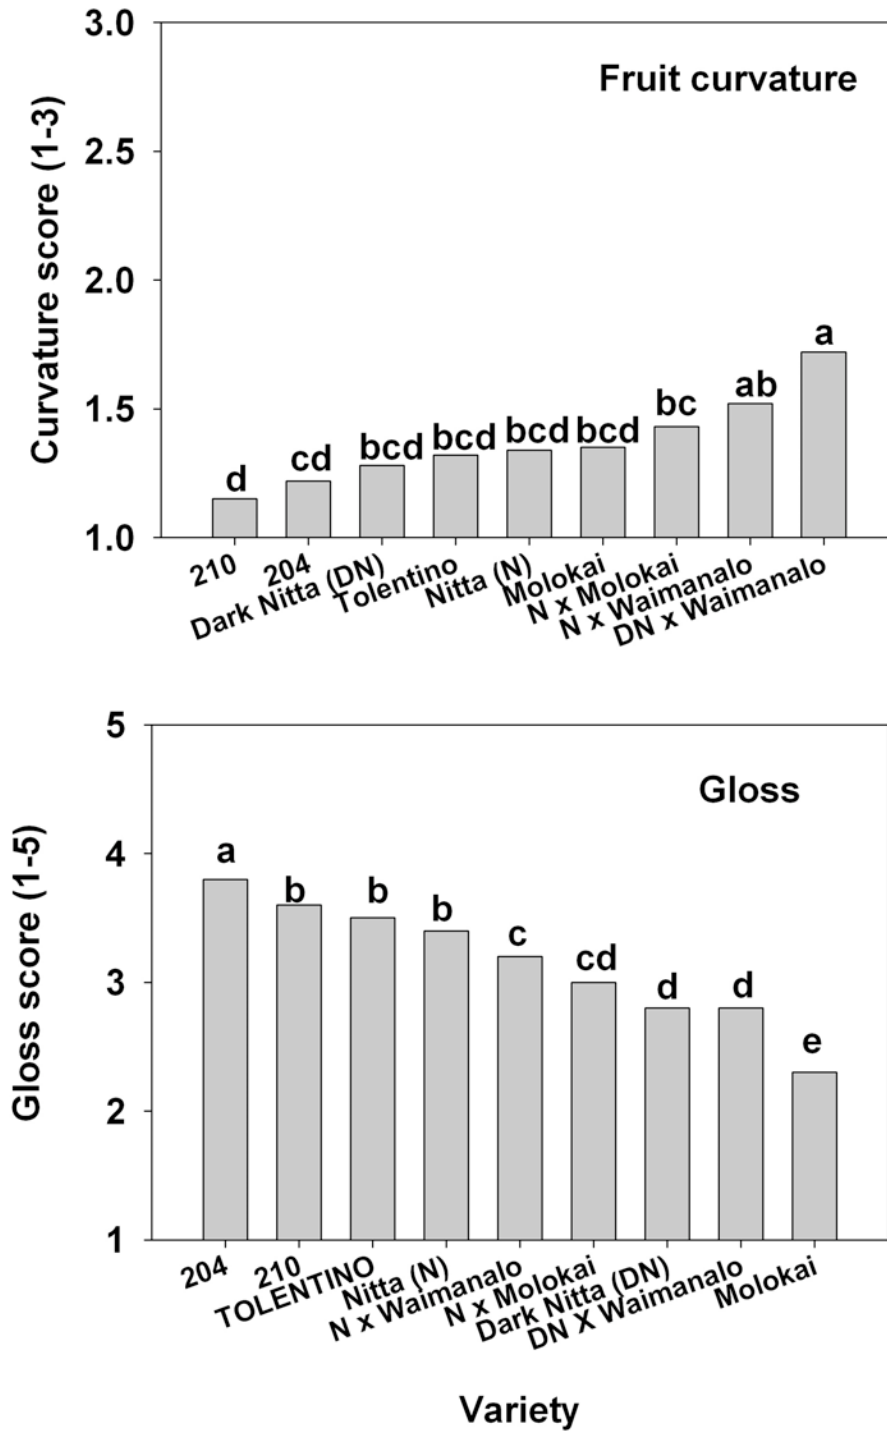 Fruit curvature
Curvature score (1-3)
3.0
2.5
2.0
1.5
1.0
d
cd
bcd
bcd
bcd
bcd
bc
ab
a
210
204
Dark Nitta (DN)
Tolentino
Nitta (N)
Molokai
N x Molokai
N x Waimanalo
DN x Waimanalo
Gloss
Gloss score (1-5)
5
4
3
2
1
a
b
b
b
c
cd
d
d
e
204
210
TOLENTINO
Nitta (N)
N x Waimanalo
N x Molokai
Dark Nitta (DN)
DN X Waimanalo
Molokai
Variety